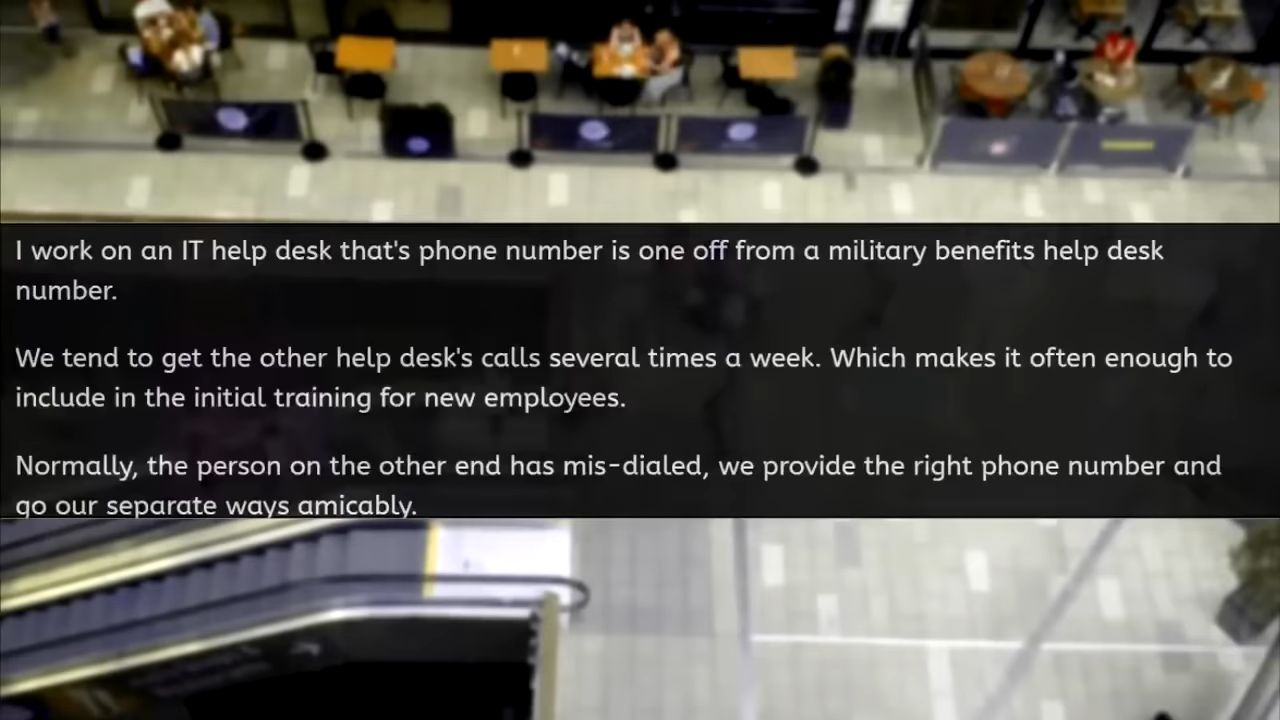 I work on an IT help desk that's phone number is one off from a military benefits help desk
number.
We tend to get the other help desk's calls several times a week. Which makes it often enough to
include in the initial training for new employees.
Normally, the person on the other end has mis-dialed, we provide the right phone number and
go our separate ways amicably.